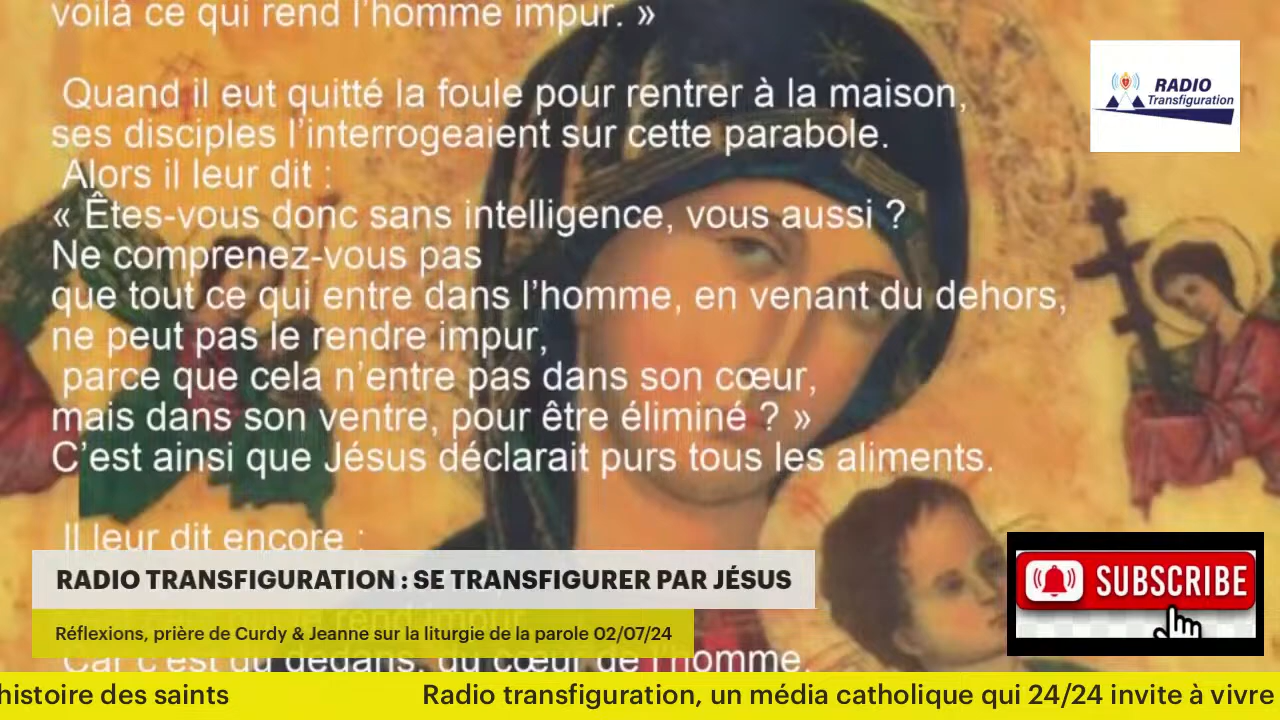 voilà ce qui rend l’homme impur. »
Quand il eut quitté la foule pour rentrer à la maison,
ses disciples l’interrogeaient sur cette parabole.
Alors il leur dit :
« Êtes-vous donc sans intelligence, vous aussi ?
Ne comprenez-vous pas
que tout ce qui entre dans l’homme, en venant du dehors,
ne peut pas le rendre impur,
parce que cela n’entre pas dans son cœur,
mais dans son ventre, pour être éliminé ? »
C’est ainsi que Jésus déclarait purs tous les aliments.
Il leur dit encore :
rend impur
Car c’est du dedans, du cœur de l’homme,
RADIO
Transfiguration
SUBSCRIBE
RADIO TRANSFIGURATION : SE TRANSFIGURER PAR JÉSUS
Réflexions, prière de Curdy & Jeanne sur la liturgie de la parole 02/07/24
histoire des saints Radio transfiguration, un média catholique qui 24/24 invite à vivre